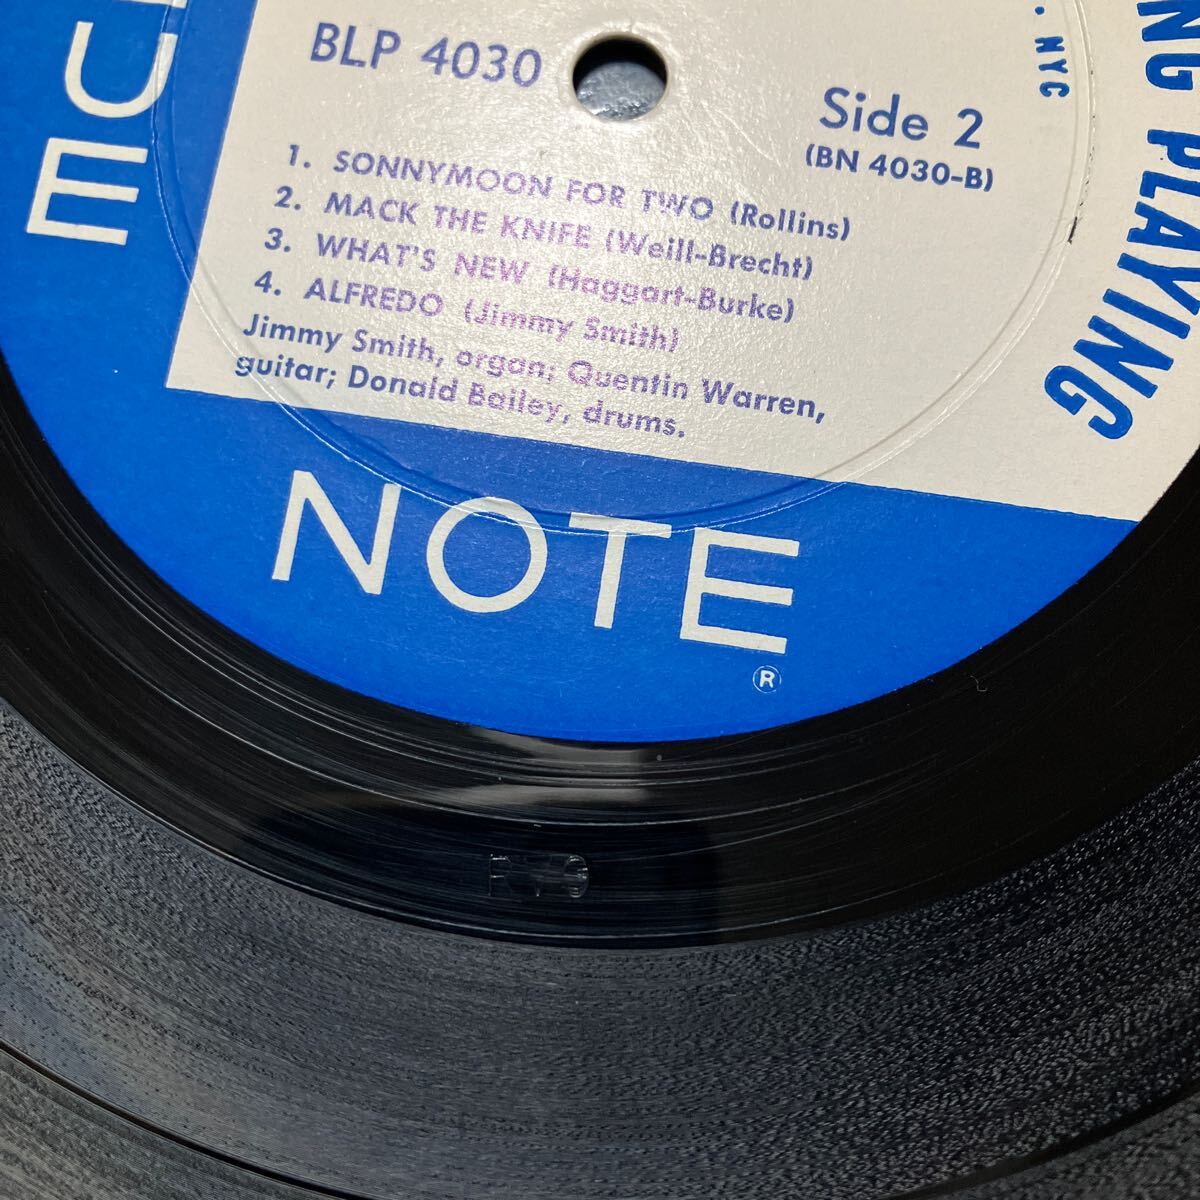 BLP 4030
Side 2
(BN 4030-B)
1. SONNYMOON FOR TWO (Rollins)
2. MACK THE KNIFE (Weill-Brecht)
3. WHAT'S NEW (Haggart-Burke)
4. ALFREDO (Jimmy Smith)
Jimmy Smith, organ; Quentin Warren,
guitar; Donald Bailey, drums.
UE
NOTE
®
NG PLAYING
. NYC
RVG